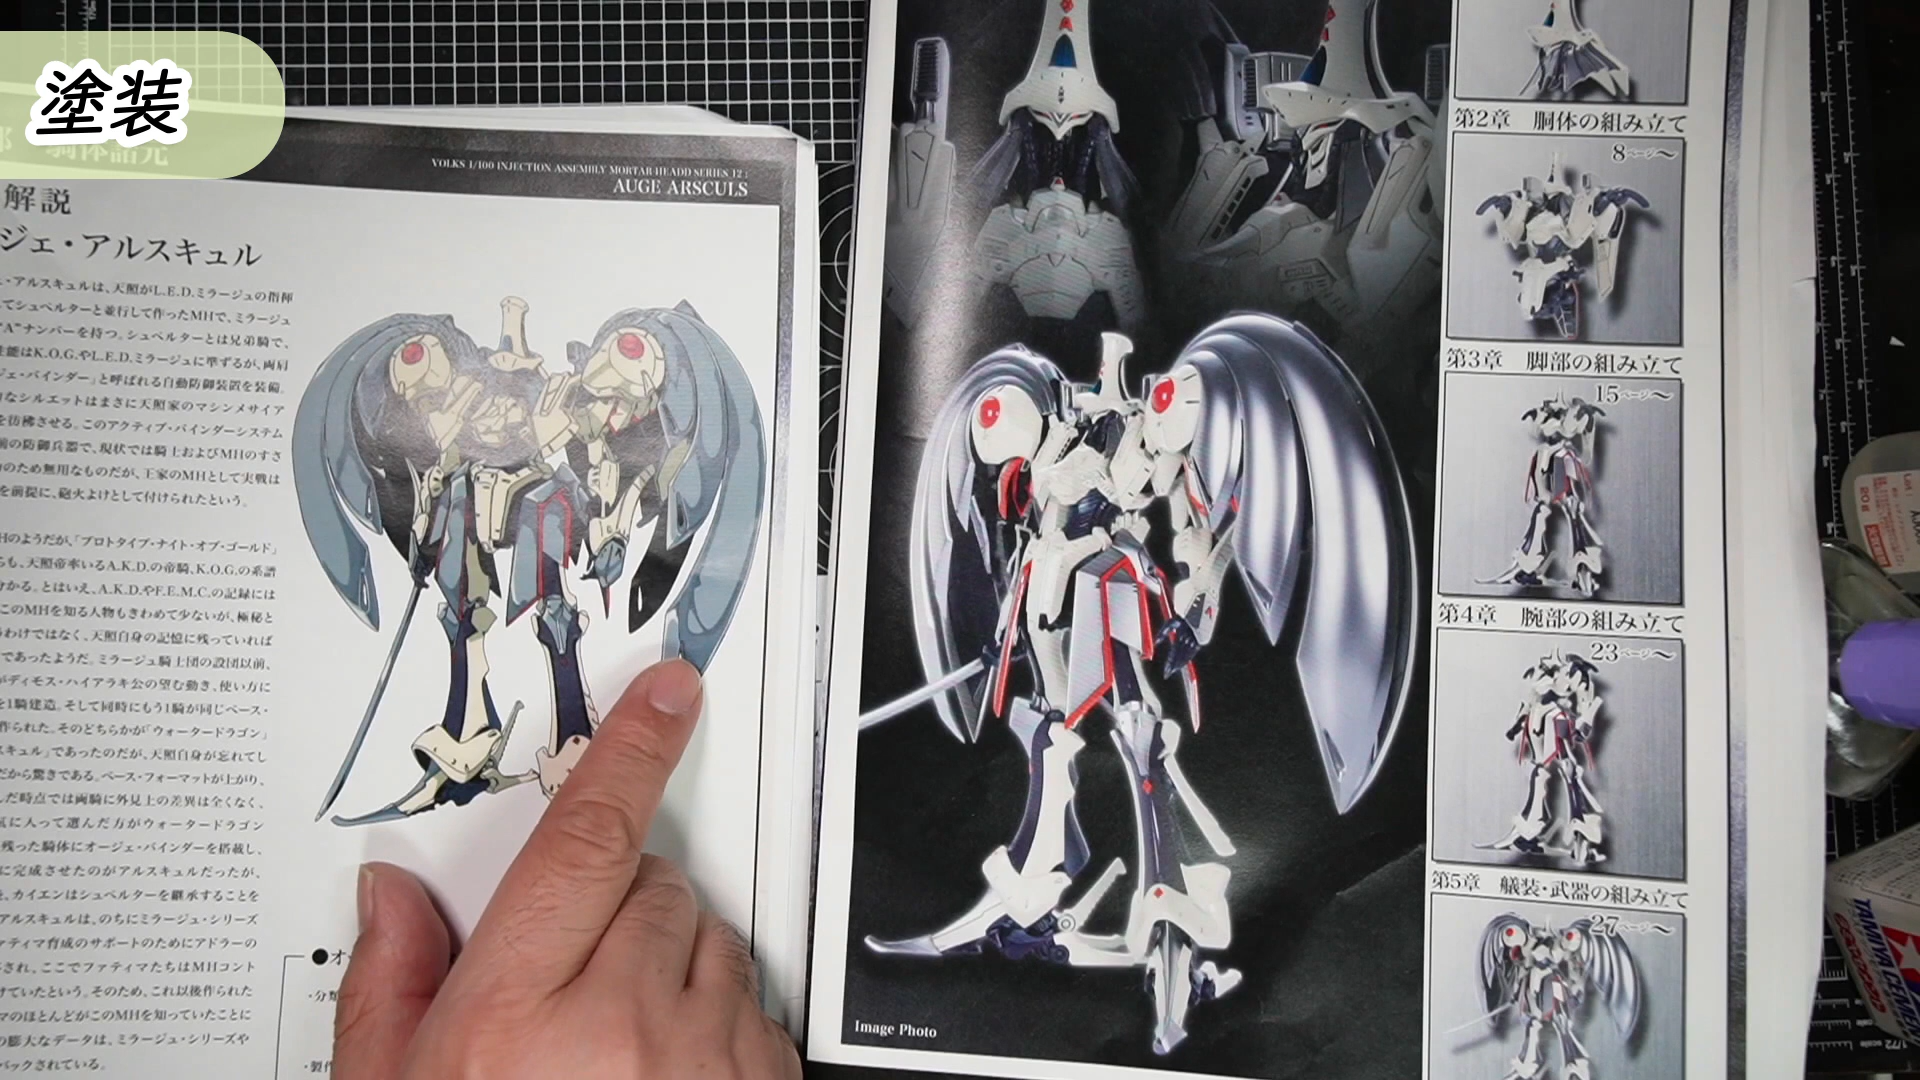 塗装
VOLKS 1/100 INJECTION ASSEMBLY MORTAR HEADD SERIES 12 :
AUGE ARSCULS
解説
ジェ・アルスキュル
・アルスキュルは、天照がL.E.D.ミラージュの指揮
てシュペルターと並行して作ったMHで、ミラージュ
"A"ナンバーを持つ。シュペルターとは兄弟騎で、
性能はK.O.G.やL.E.D.ミラージュに準ずるが、両肩
ジェ・バインダー」と呼ばれる自動防御装置を装備。
なシルエットはまさに天照家のマシンメサイア
を彷彿させる。このアクティブ・バインダーシステム
前の防御兵器で、現状では騎士およびMHのすさ
のため無用なものだが、王家のMHとして実戦は
を前提に、砲火よけとして付けられたという。
Hのようだが、「プロトタイプ・ナイト・オブ・ゴールド」
らも、天照帝率いるA.K.D.の帝騎、K.O.G.の系譜
分かる。とはいえ、A.K.D.やF.E.M.C.の記録には
このMHを知る人物もきわめて少ないが、極秘と
わけではなく、天照自身の記憶に残っていれば
であったようだ。ミラージュ騎士団の設団以前、
がディモス・ハイアラキ公の望む動き、使い方に
を1騎建造。そして同時にもう1騎が同じベース・
作られた。そのどちらかが「ウォータードラゴン」
スキュル」であったのだが、天照自身が忘れてし
だから驚きである。ベース・フォーマットが上がり、
んだ時点では両騎に外見上の差異は全くなく、
気に入って選んだ方がウォータードラゴン
残った騎体にオージェ・バインダーを搭載し、
に完成させたのがアルスキュルだったが、
、カイエンはシュペルターを継承することを
アルスキュルは、のちにミラージュ・シリーズ
ァティマ育成のサポートのためにアドラーの
され、ここでファティマたちはMHコント
けていたという。そのため、これ以後作られた
マのほとんどがこのMHを知っていたことに
の膨大なデータは、ミラージュ・シリーズや
バックされている。
●オ
・分類
・製作
Image Photo
第2章 胴体の組み立て
8ページ〜
第3章 脚部の組み立て
15ページ〜
第4章 腕部の組み立て
23ページ〜
第5章 艤装・武器の組み立て
27ページ〜
TAMIYA CEMENT